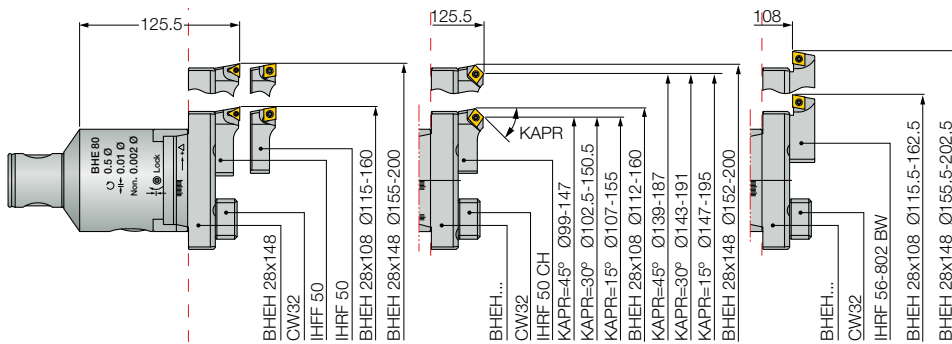 125.5
BHE 80
0.5 Ø
0.01 Ø
Non. 0.002 Ø
Lock
+Δ
BHEH 28x148
CW32
IHFF 50
IHRF 50
BHEH 28x108 Ø115-160
BHEH 28x148 Ø155-200
125.5
KAPR
BHEH...
CW32
IHRF 50 CH
KAPR=45° Ø99-147
KAPR=30° Ø102.5-150.5
KAPR=15° Ø107-155
BHEH 28x108 Ø112-160
KAPR=45° Ø139-187
KAPR=30° Ø143-191
KAPR=15° Ø147-195
BHEH 28x148 Ø152-200
108
BHEH...
CW32
IHRF 56-802 BW
BHEH 28x108 Ø115.5-162.5
BHEH 28x148 Ø155.5-202.5